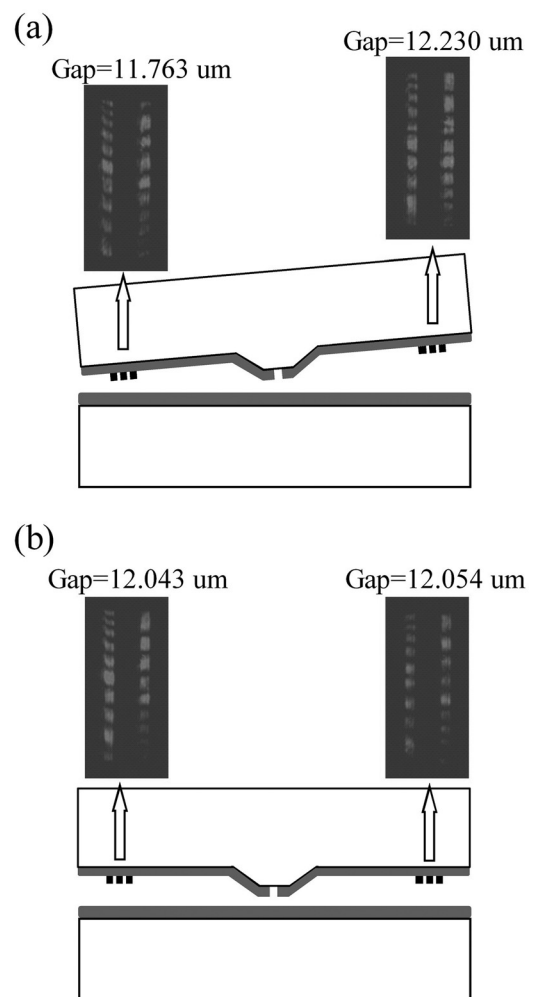 (a)
Gap=12.230 um
Gap=11.763 um
(b)
Gap=12.043 um
Gap=12.054 um